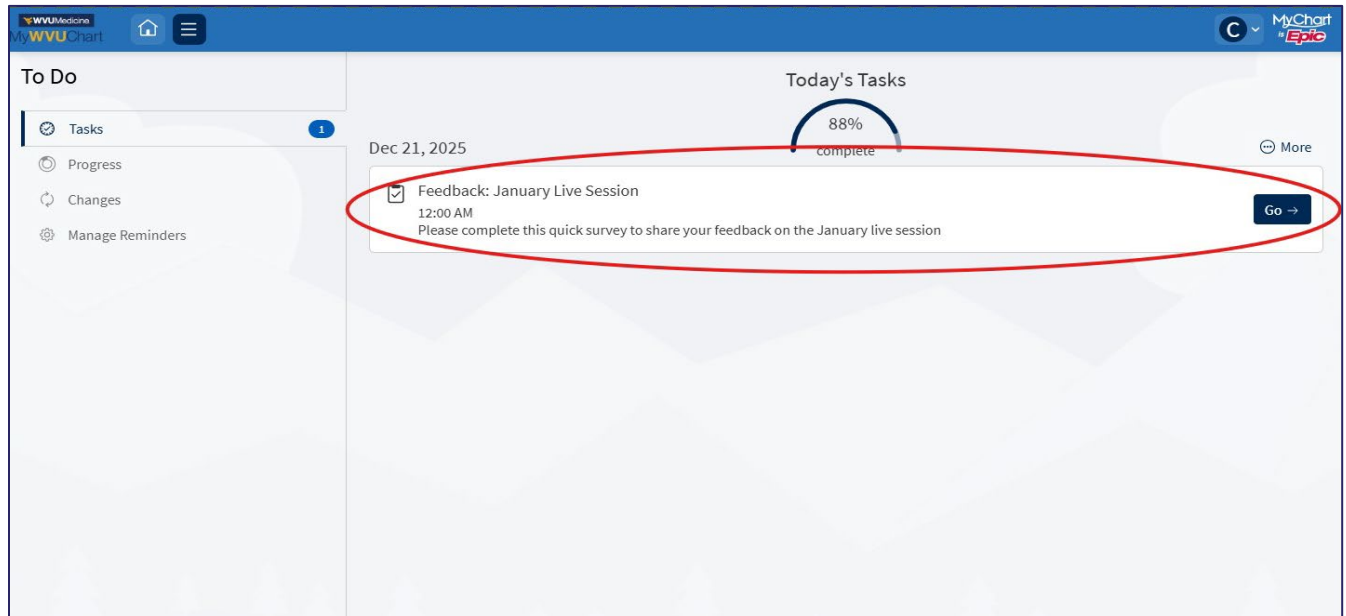 WVUMedicine
MyWVUChart
C
MyChart
by Epic
To Do
Tasks
1
Progress
Changes
Manage Reminders
Today's Tasks
88%
complete
Dec 21, 2025
More
Feedback: January Live Session
12:00 AM
Please complete this quick survey to share your feedback on the January live session
Go →